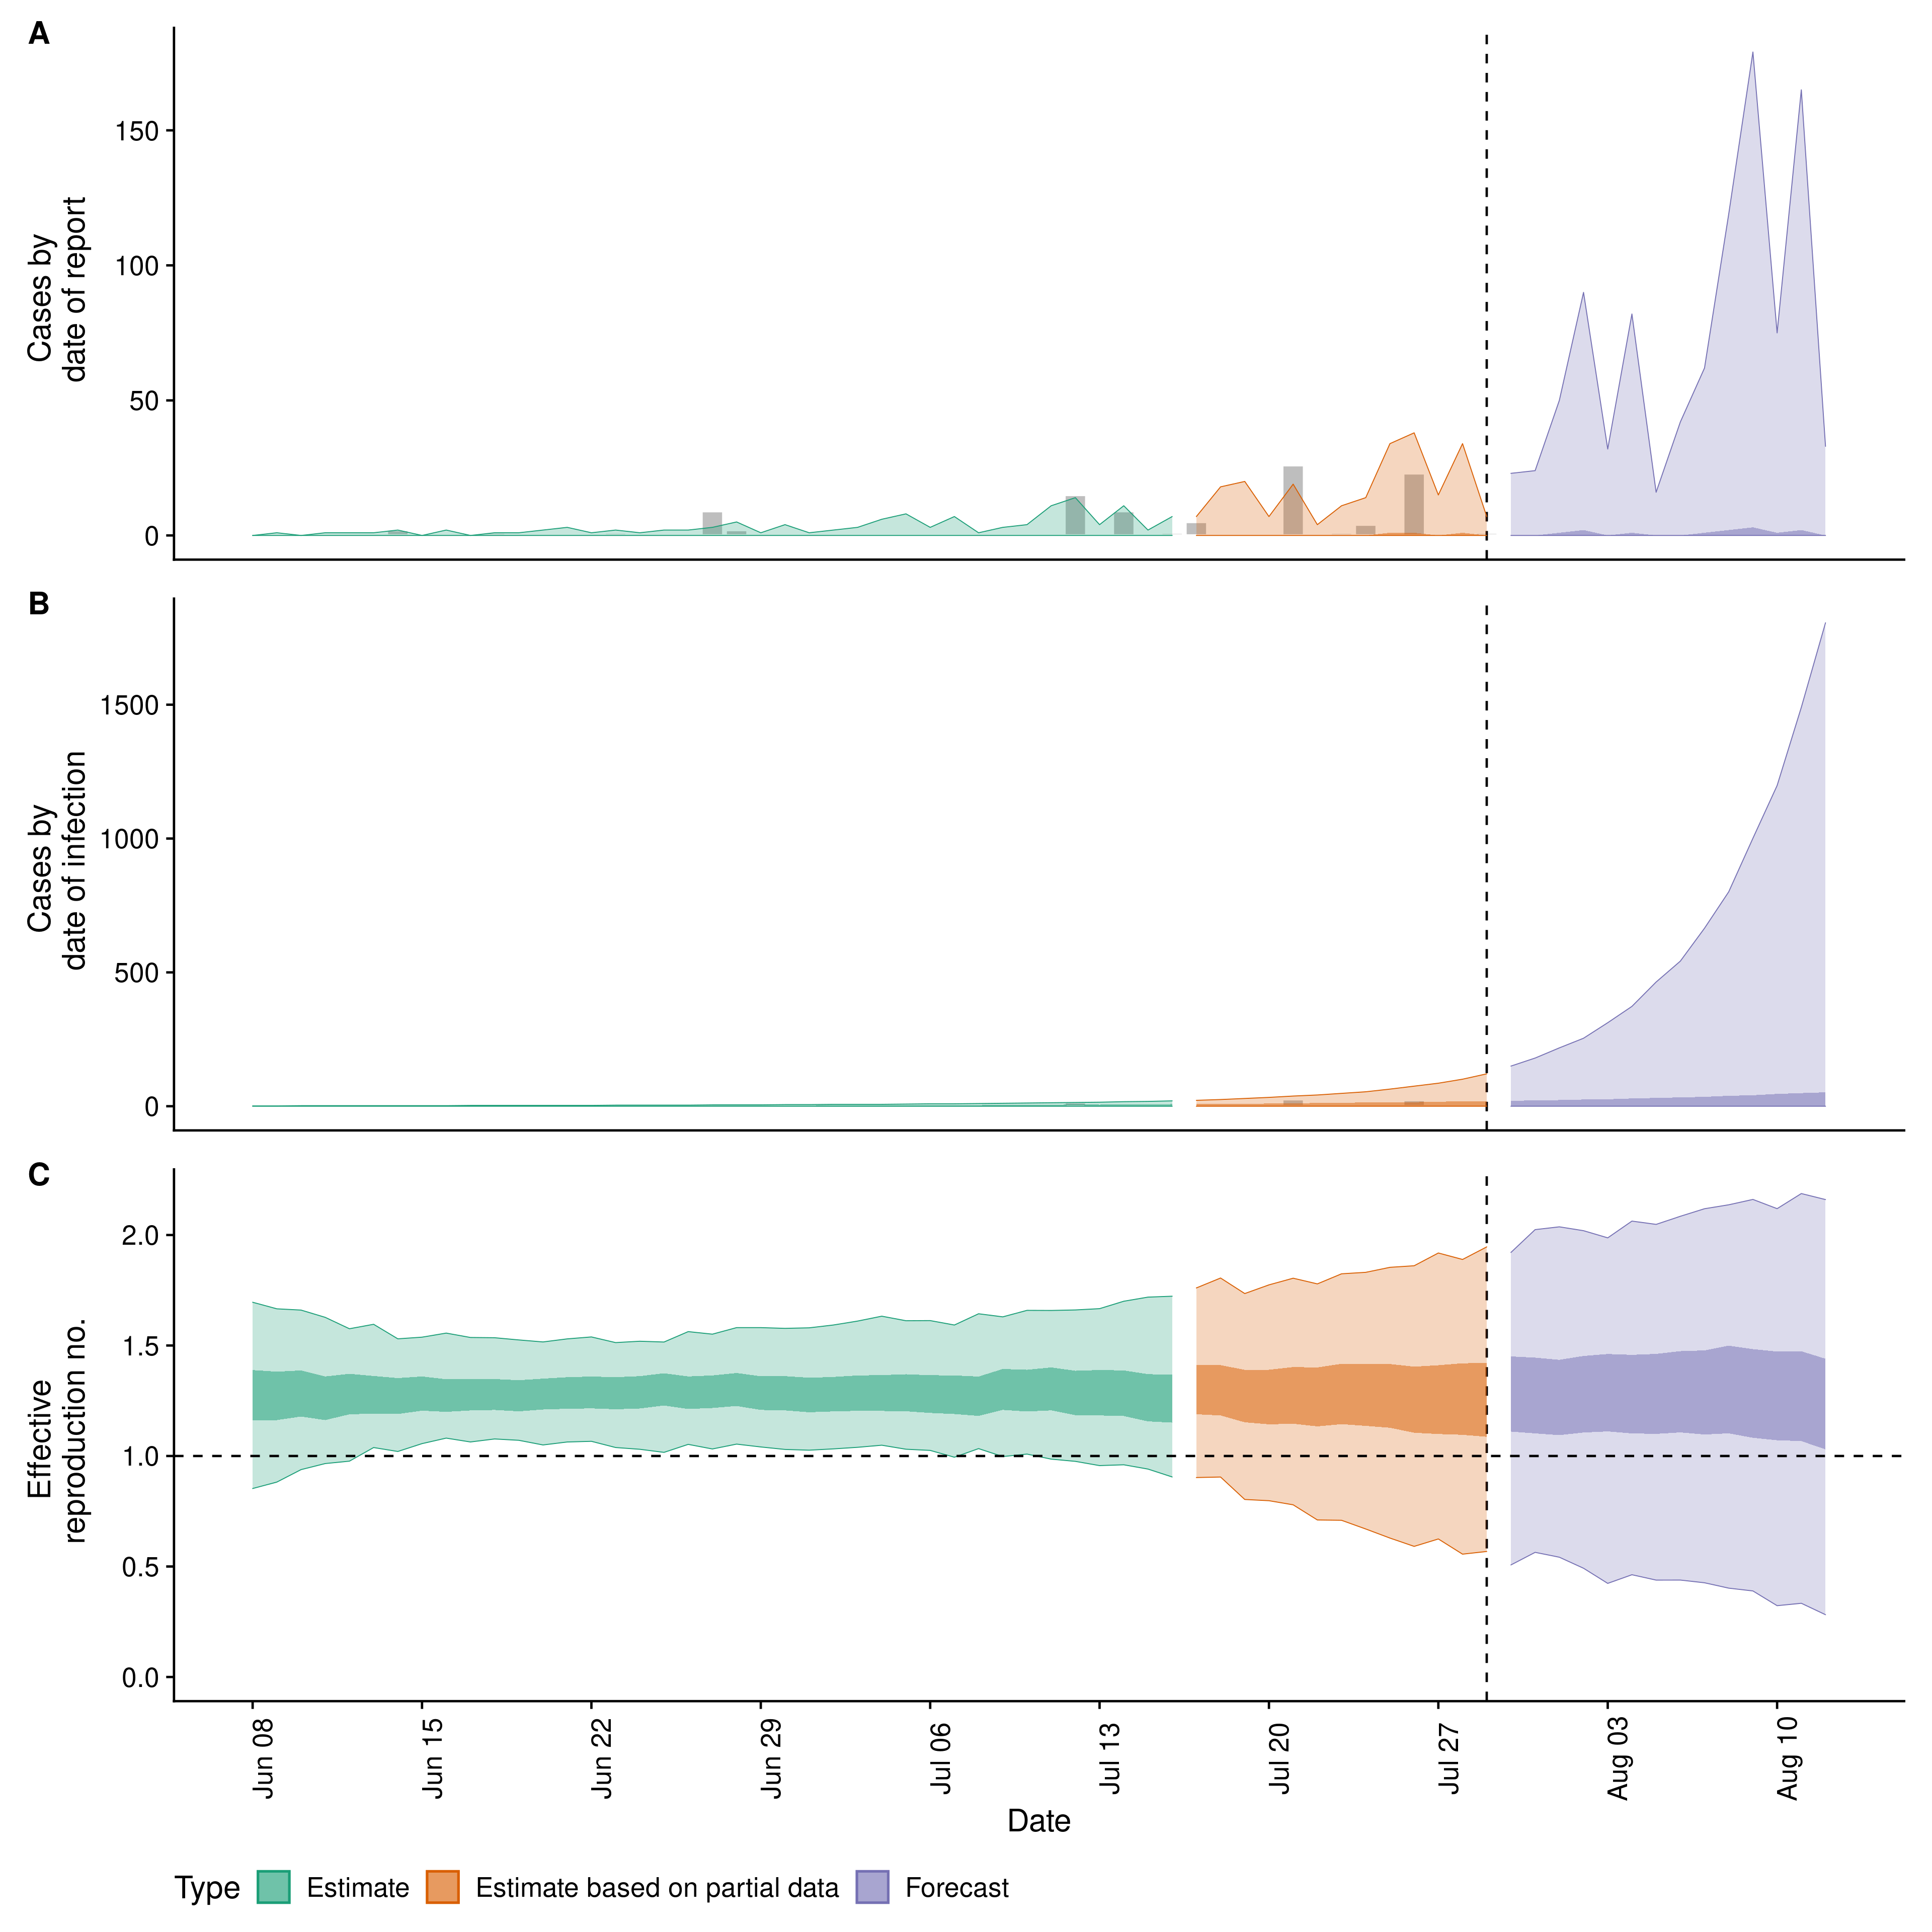 A
Cases by
date of report
150
100
50
0
B
Cases by
date of infection
1500
1000
500
0
C
Effective
reproduction no.
2.0
1.5
1.0
0.5
0.0
Jun 08
Jun 15
Jun 22
Jun 29
Jul 06
Jul 13
Jul 20
Jul 27
Aug 03
Aug 10
Date
Type Estimate Estimate based on partial data Forecast